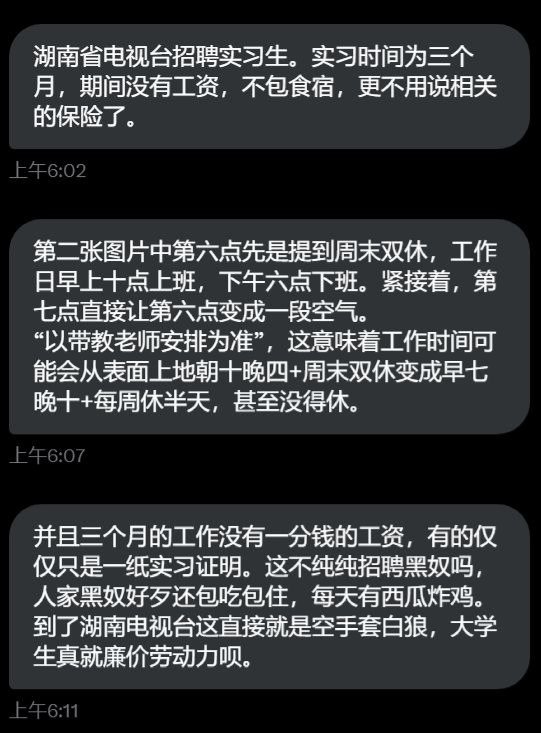 湖南省电视台招聘实习生。实习时间为三个
月，期间没有工资，不包食宿，更不用说相关
的保险了。
上午6:02
第二张图片中第六点先是提到周末双休，工作
日早上十点上班，下午六点下班。紧接着，第
七点直接让第六点变成一段空气。
“以带教老师安排为准”，这意味着工作时间可
能会从表面上地朝十晚四+周末双休变成早七
晚十+每周休半天，甚至没得休。
上午6:07
并且三个月的工作没有一分钱的工资，有的仅
仅只是一纸实习证明。这不纯纯招聘黑奴吗，
人家黑奴好歹还包吃包住，每天有西瓜炸鸡。
到了湖南电视台这直接就是空手套白狼，大学
生真就廉价劳动力呗。
上午6:11